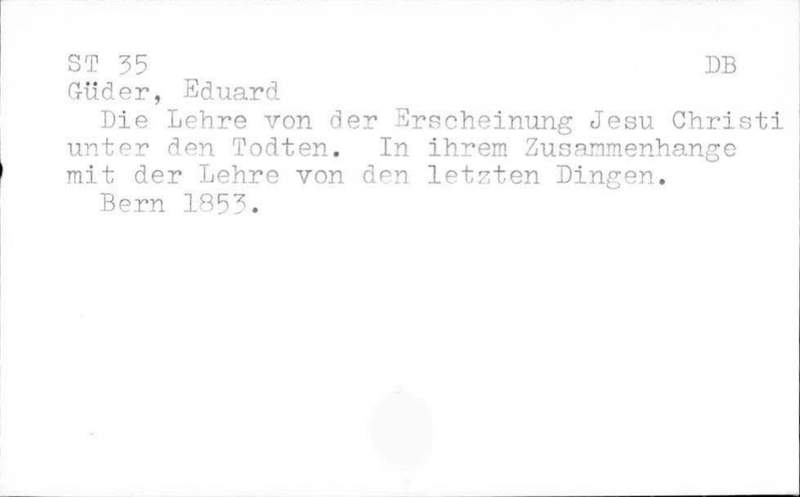 ST 35 DB
Güder, Eduard
Die Lehre von der Erscheinung Jesu Christi
unter den Todten. In ihrem Zusammenhange
mit der Lehre von den letzten Dingen.
Bern 1853.